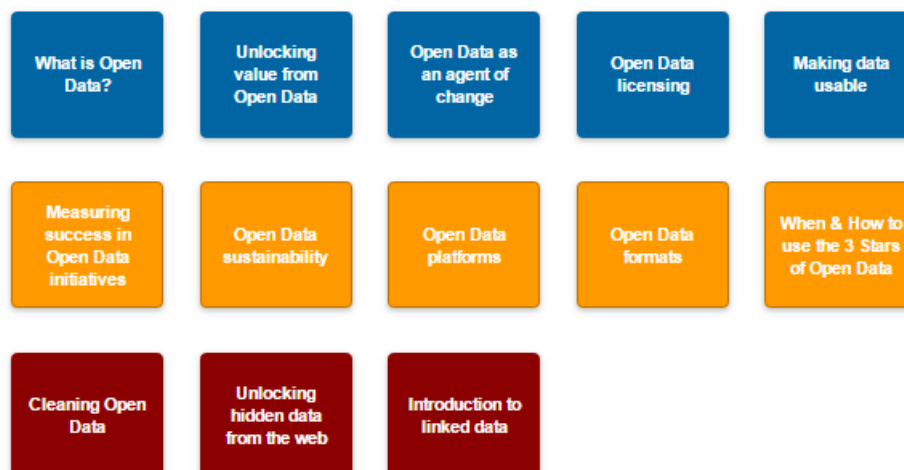 What is Open
Data?
Unlocking
value from
Open Data
Open Data as
an agent of
change
Open Data
licensing
Making data
usable
Measuring
success in
Open Data
initiatives
Open Data
sustainability
Open Data
platforms
Open Data
formats
When & How to
use the 3 Stars
of Open Data
Cleaning Open
Data
Unlocking
hidden data
from the web
Introduction to
linked data